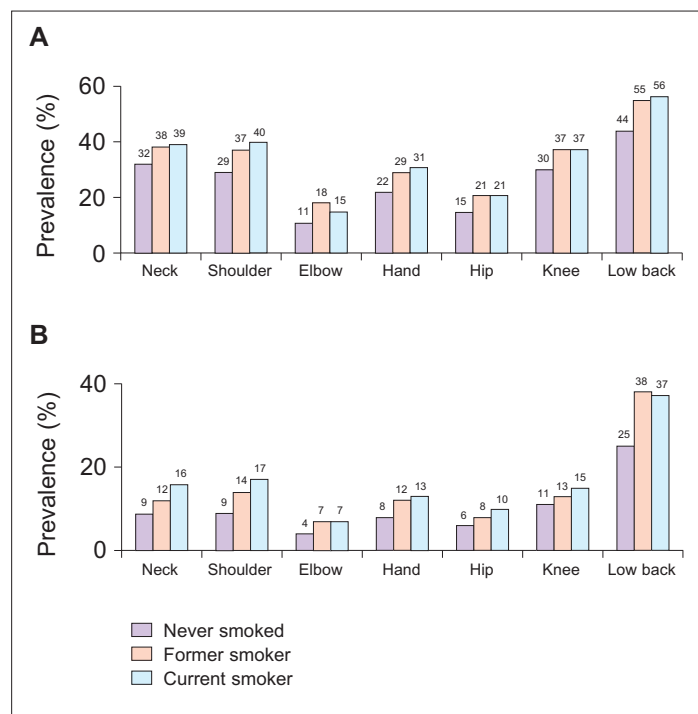 A
Prevalence (%)
60
40
20
0
32 38 39
29 37 40
11 18 15
22 29 31
15 21 21
30 37 37
44 55 56
Neck Shoulder Elbow Hand Hip Knee Low back
B
Prevalence (%)
40
20
0
9 12 16
9 14 17
4 7 7
8 12 13
6 8 10
11 13 15
25 38 37
Neck Shoulder Elbow Hand Hip Knee Low back
Never smoked
Former smoker
Current smoker